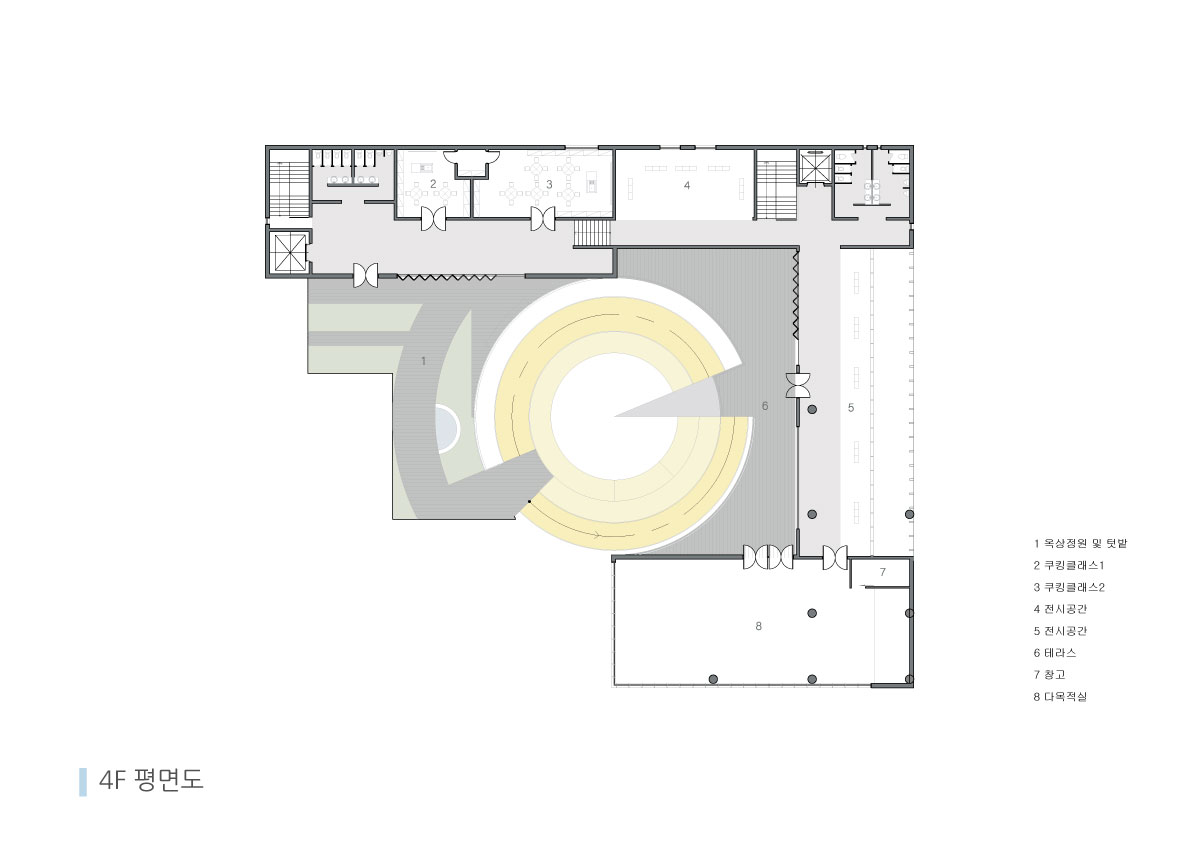 2
3
4
1
6
5
7
8
1 옥상정원 및 텃밭
2 쿠킹클래스1
3 쿠킹클래스2
4 전시공간
5 전시공간
6 테라스
7 창고
8 다목적실
4F 평면도